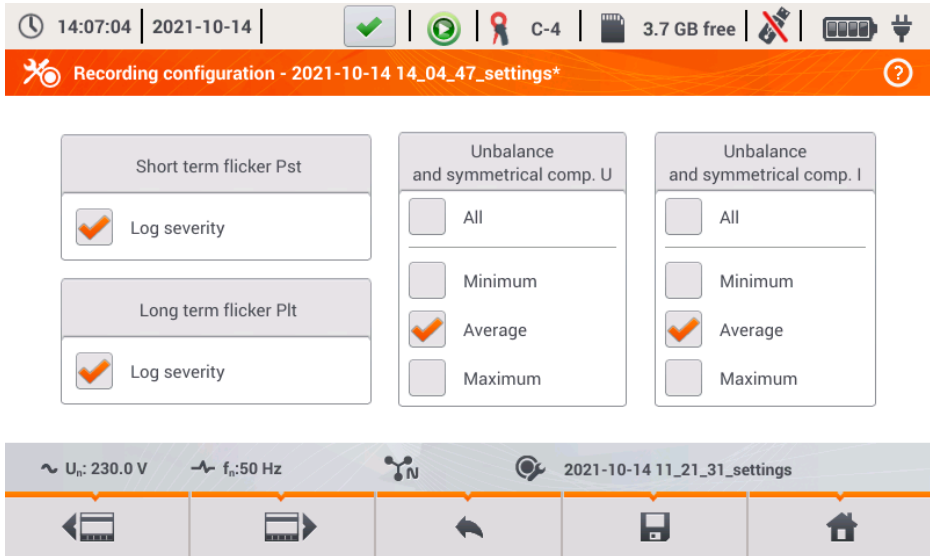 14:07:04 2021-10-14 C-4 3.7 GB free
Recording configuration - 2021-10-14 14_04_47_settings* ?
Short term flicker Pst
Log severity
Long term flicker Plt
Log severity
Unbalance
and symmetrical comp. U
All
Minimum
Average
Maximum
Unbalance
and symmetrical comp. I
All
Minimum
Average
Maximum
Un: 230.0 V fn:50 Hz N 2021-10-14 11_21_31_settings